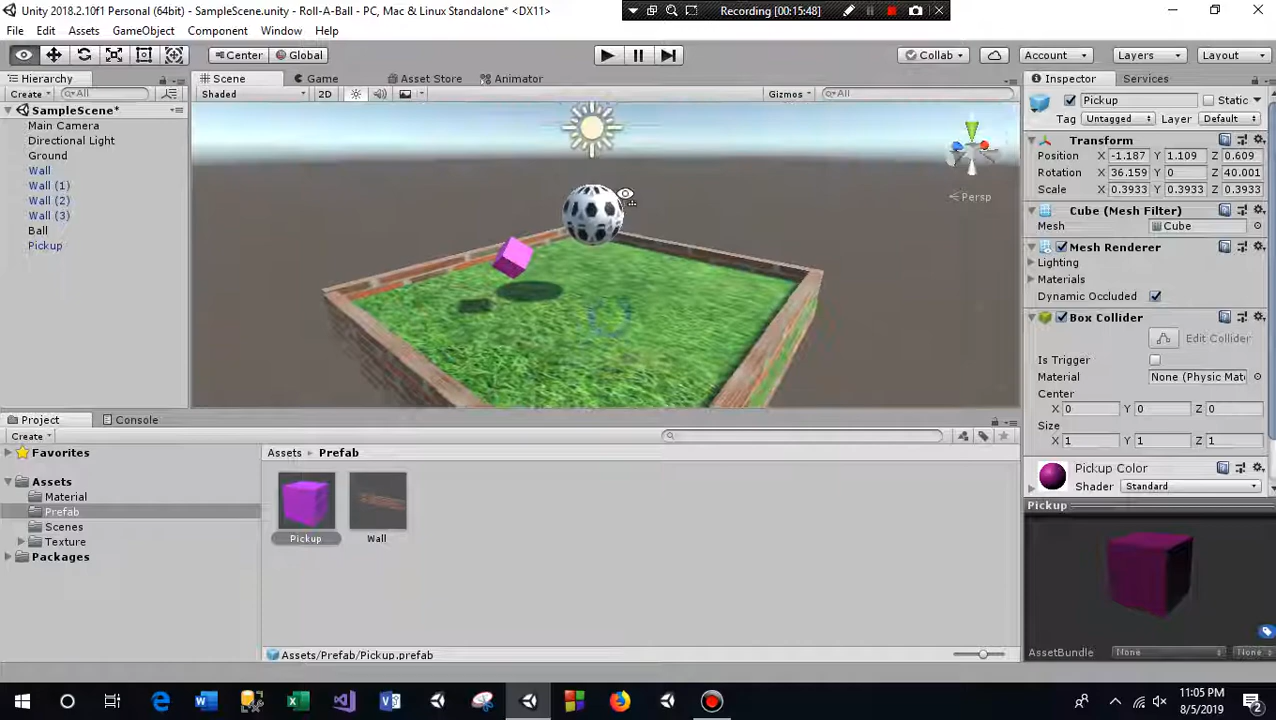 Unity 2018.2.10f1 Personal (64bit) - SampleScene.unity - Roll-A-Ball - PC, Mac & Linux Standalone* <DX11>
Recording [00:15:48]
File Edit Assets GameObject Component Window Help
Center Global Collab Account Layers Layout
Hierarchy Scene Game Asset Store Animator Inspector Services
Create All Shaded 2D Gizmos All
Pickup Static
SampleScene*
Tag Untagged Layer Default
Main Camera
Directional Light
Ground
Wall
Wall (1)
Wall (2)
Wall (3)
Ball
Pickup
Persp
Transform
Position X -1.187 Y 1.109 Z 0.609
Rotation X 36.159 Y 0 Z 40.001
Scale X 0.3933 Y 0.3933 Z 0.3933
Cube (Mesh Filter)
Mesh Cube
Mesh Renderer
Lighting
Materials
Dynamic Occluded
Box Collider
Edit Collider
Is Trigger
Material None (Physic Mat
Center
X 0 Y 0 Z 0
Size
X 1 Y 1 Z 1
Pickup Color
Shader Standard
Pickup
AssetBundle None None
Project Console
Create
Favorites
Assets
Material
Prefab
Scenes
Texture
Packages
Assets Prefab
Pickup Wall
Assets/Prefab/Pickup.prefab
11:05 PM
8/5/2019
2